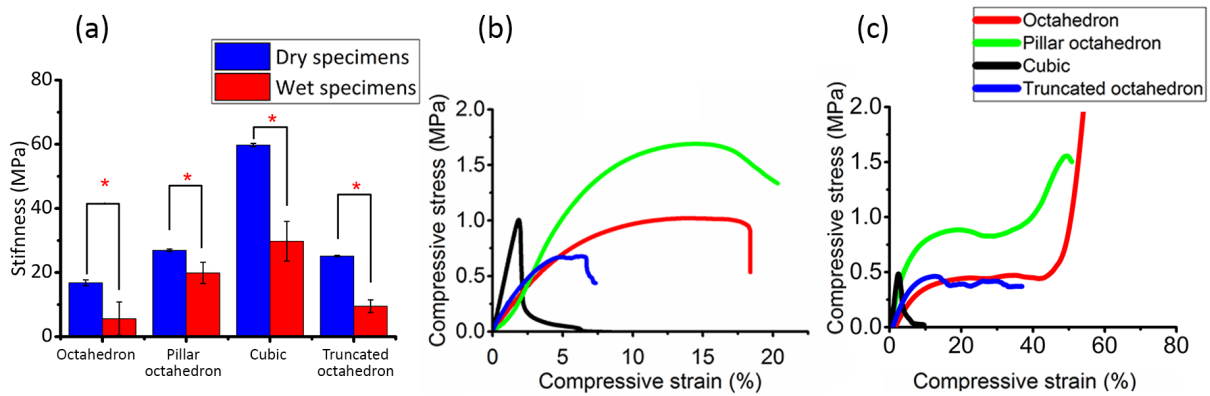 (a)
Dry specimens
Wet specimens
Stifnness (MPa)
80
60
40
20
0
Octahedron
Pillar
octahedron
Cubic
Truncated
octahedron
*
*
*
*
(b)
Compressive stress (MPa)
2.0
1.5
1.0
0.5
0.0
0
5
10
15
20
Compressive strain (%)
(c)
Octahedron
Pillar octahedron
Cubic
Truncated octahedron
Compressive stress (MPa)
2.0
1.5
1.0
0.5
0.0
0
20
40
60
80
Compressive strain (%)